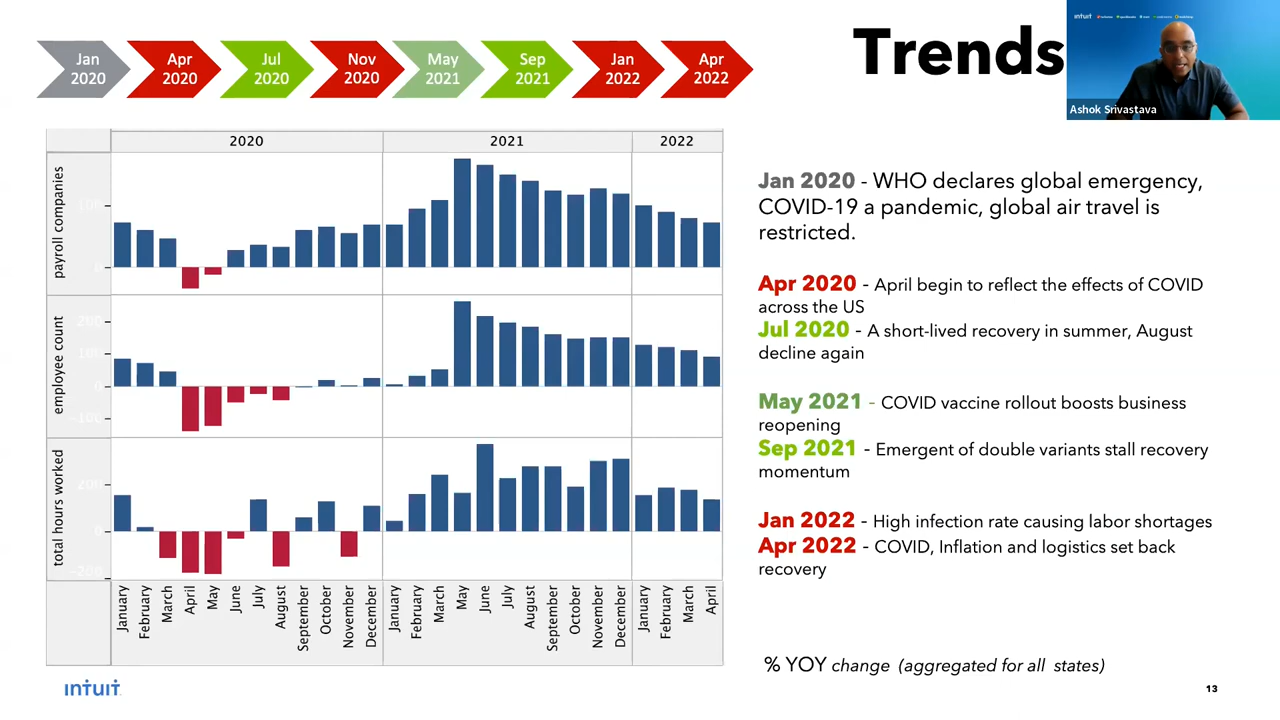 Jan
2020
Apr
2020
Jul
2020
Nov
2020
May
2021
Sep
2021
Jan
2022
Apr
2022
Trends
intuit
Ashok Srivastava
2020
2021
2022
payroll companies
employee count
total hours worked
January
February
March
April
May
June
July
August
September
October
November
December
January
February
March
May
June
July
August
September
October
November
December
January
February
March
April
Jan 2020 - WHO declares global emergency,
COVID-19 a pandemic, global air travel is
restricted.
Apr 2020 - April begin to reflect the effects of COVID
across the US
Jul 2020 - A short-lived recovery in summer, August
decline again
May 2021 - COVID vaccine rollout boosts business
reopening
Sep 2021 - Emergent of double variants stall recovery
momentum
Jan 2022 - High infection rate causing labor shortages
Apr 2022 - COVID, Inflation and logistics set back
recovery
% YOY change (aggregated for all states)
intuit
13